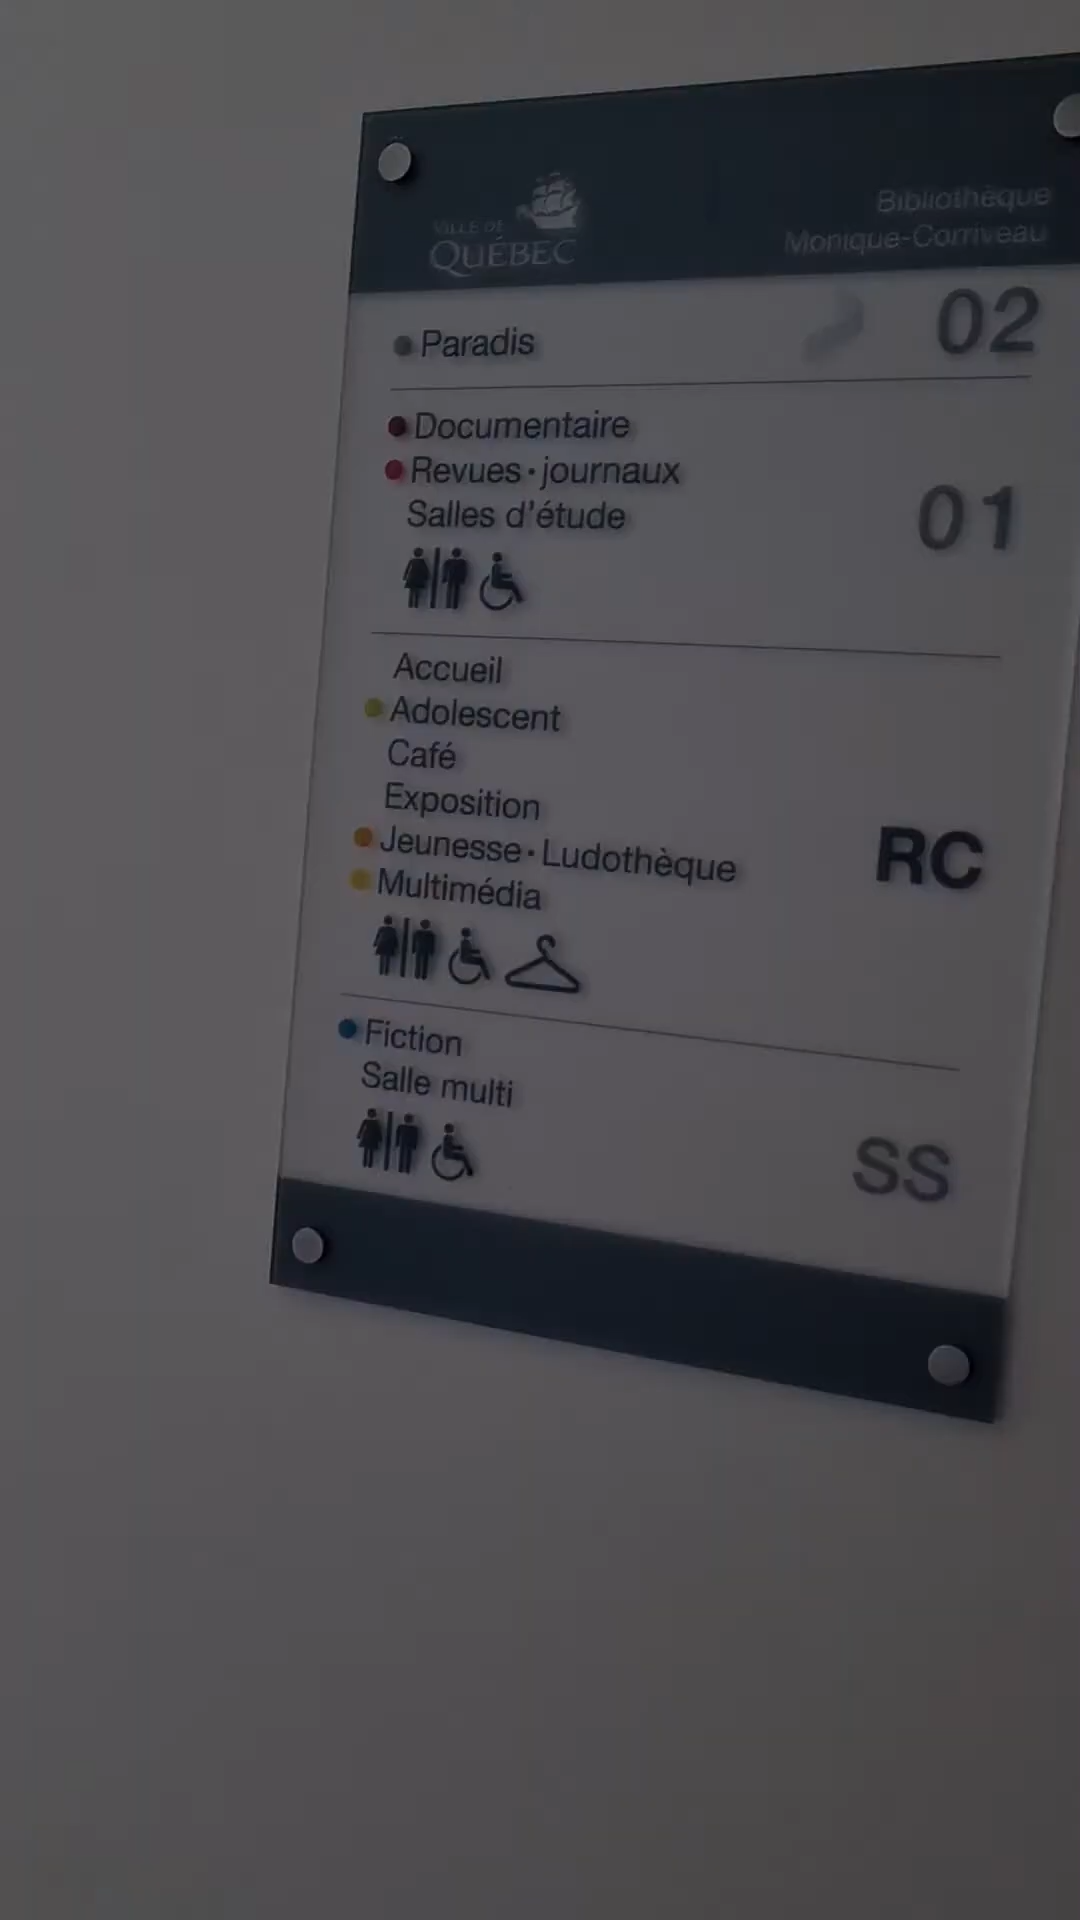 VILLE DE
QUÉBEC
Bibliothèque
Monique-Corriveau
Paradis
02
Documentaire
Revues·journaux
Salles d'étude
01
Accueil
Adolescent
Café
Exposition
Jeunesse·Ludothèque
Multimédia
RC
Fiction
Salle multi
SS